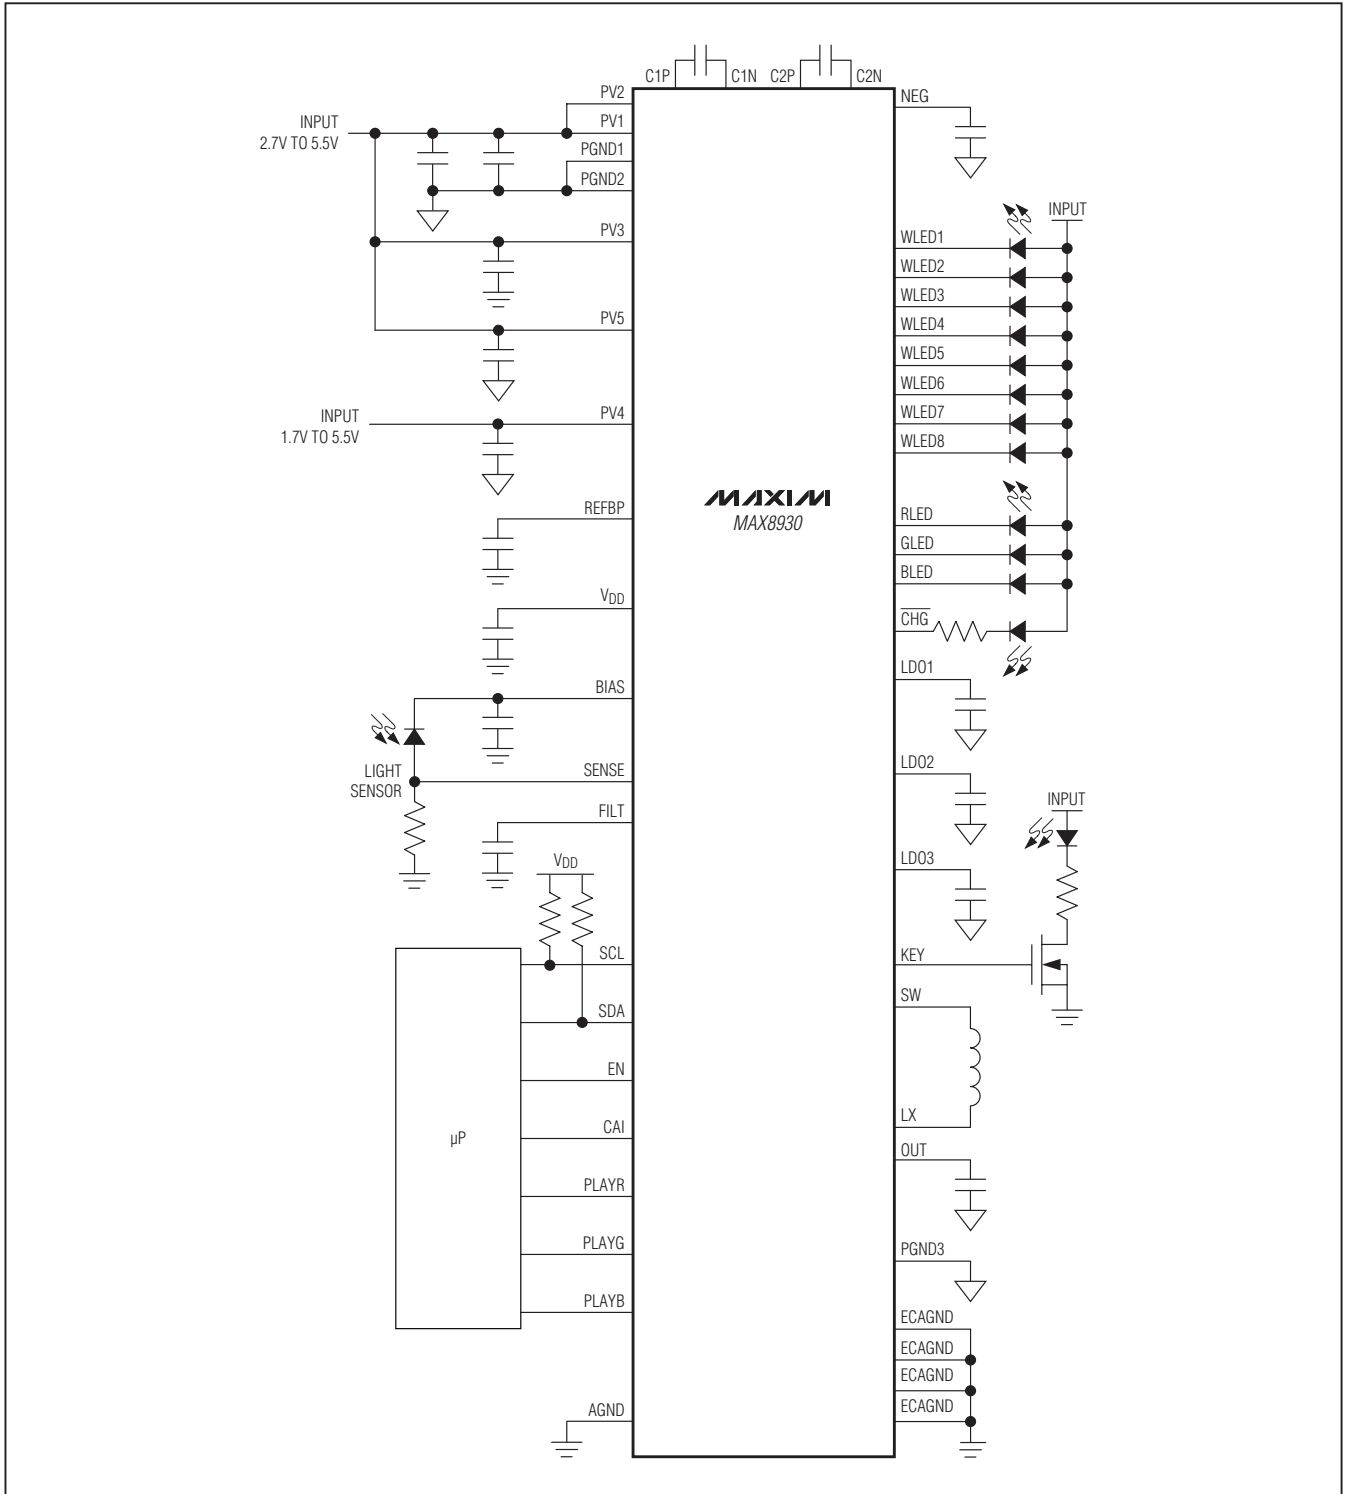 C1P
C1N
C2P
C2N
PV2
PV1
PGND1
PGND2
INPUT
2.7V TO 5.5V
PV3
PV5
INPUT
1.7V TO 5.5V
PV4
REFBP
VDD
BIAS
LIGHT
SENSOR
SENSE
FILT
VDD
SCL
SDA
EN
CAI
PLAYR
PLAYG
PLAYB
µP
AGND
MAXIM
MAX8930
NEG
INPUT
WLED1
WLED2
WLED3
WLED4
WLED5
WLED6
WLED7
WLED8
RLED
GLED
BLED
CHG
LDO1
LDO2
INPUT
LDO3
KEY
SW
LX
OUT
PGND3
ECAGND
ECAGND
ECAGND
ECAGND